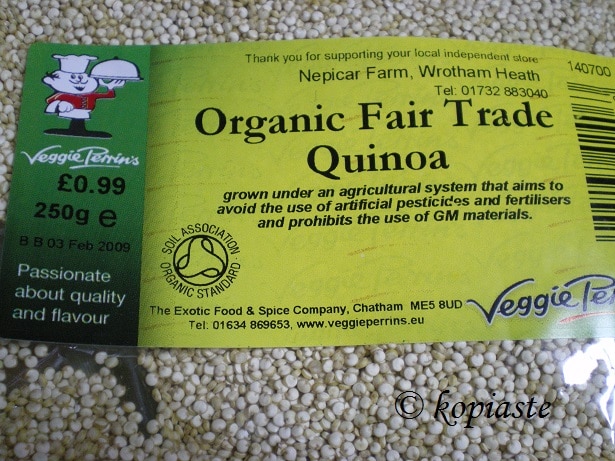 Thank you for supporting your local independent store
Nepicar Farm, Wrotham Heath
Tel: 01732 883040
140700
Organic Fair Trade
Quinoa
grown under an agricultural system that aims to
avoid the use of artificial pesticides and fertilisers
and prohibits the use of GM materials.
Veggie Perrin's
£0.99
250g e
B B 03 Feb 2009
Passionate
about quality
and flavour
SOIL ASSOCIATION
ORGANIC STANDARD
The Exotic Food & Spice Company, Chatham ME5 8UD
Tel: 01634 869653, www.veggieperrins.eu
Veggie Per
© kopiaste